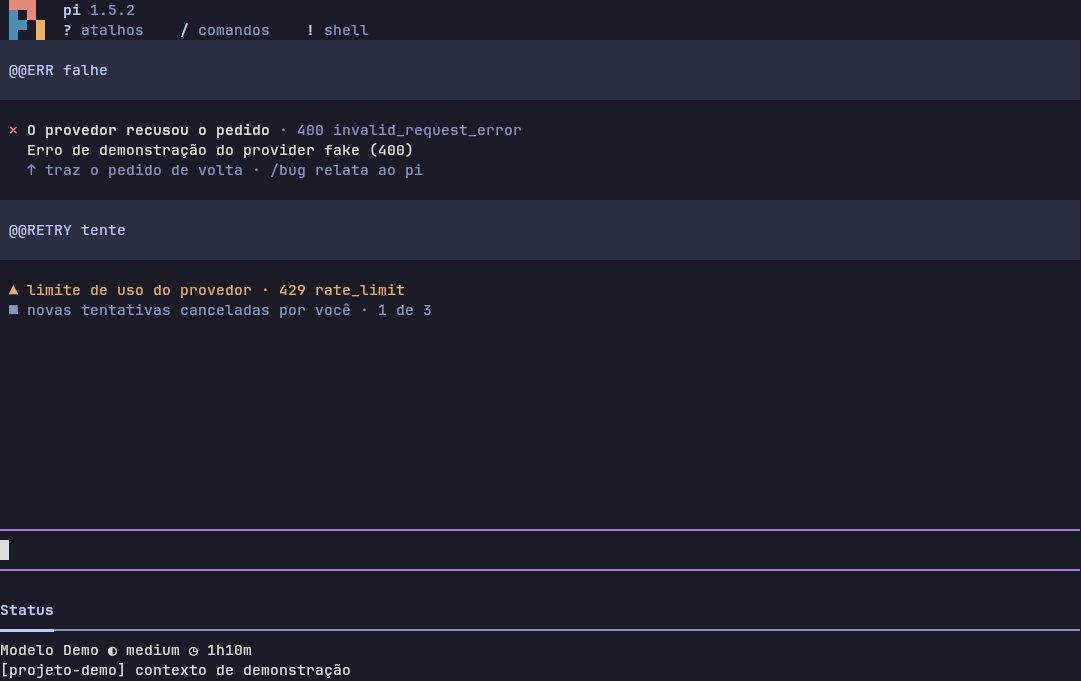 pi 1.5.2
? atalhos / comandos ! shell
@@ERR falhe
× O provedor recusou o pedido · 400 invalid_request_error
Erro de demonstração do provider fake (400)
↑ traz o pedido de volta · /bug relata ao pi
@@RETRY tente
▲ limite de uso do provedor · 429 rate_limit
■ novas tentativas canceladas por você · 1 de 3
Status
Modelo Demo ◐ medium ◷ 1h10m
[projeto-demo] contexto de demonstração